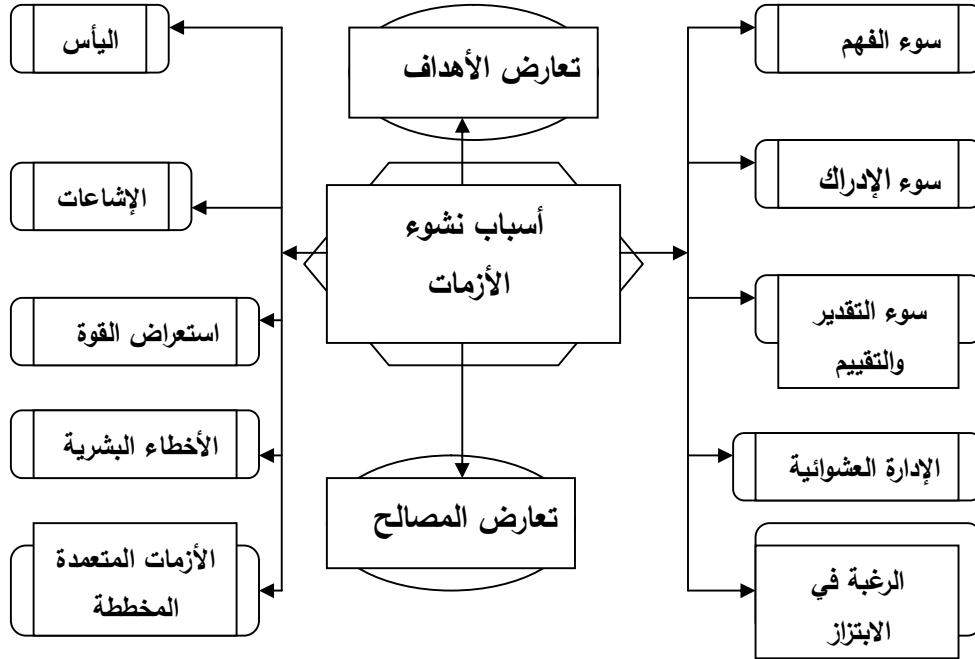 سوء الفهم
سوء الإدراك
سوء التقدير
والتقييم
الإدارة العشوائية
الرغبة في
الابتزاز
تعارض الأهداف
أسباب نشوء
الأزمات
تعارض المصالح
اليأس
الإشاعات
استعراض القوة
الأخطاء البشرية
الأزمات المتعمدة
المخططة